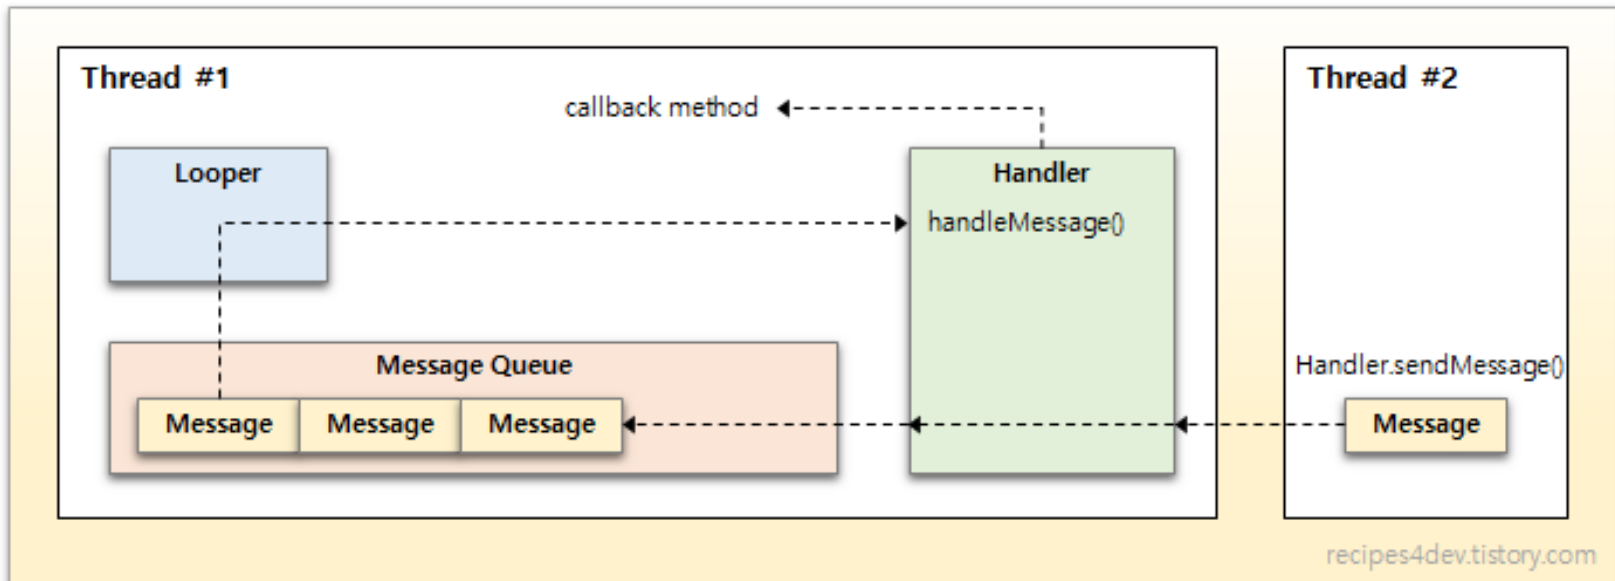 Thread #1
Thread #2
callback method
Looper
Handler
handleMessage()
Message Queue
Handler.sendMessage()
Message
Message
Message
Message
recipes4dev.tistory.com